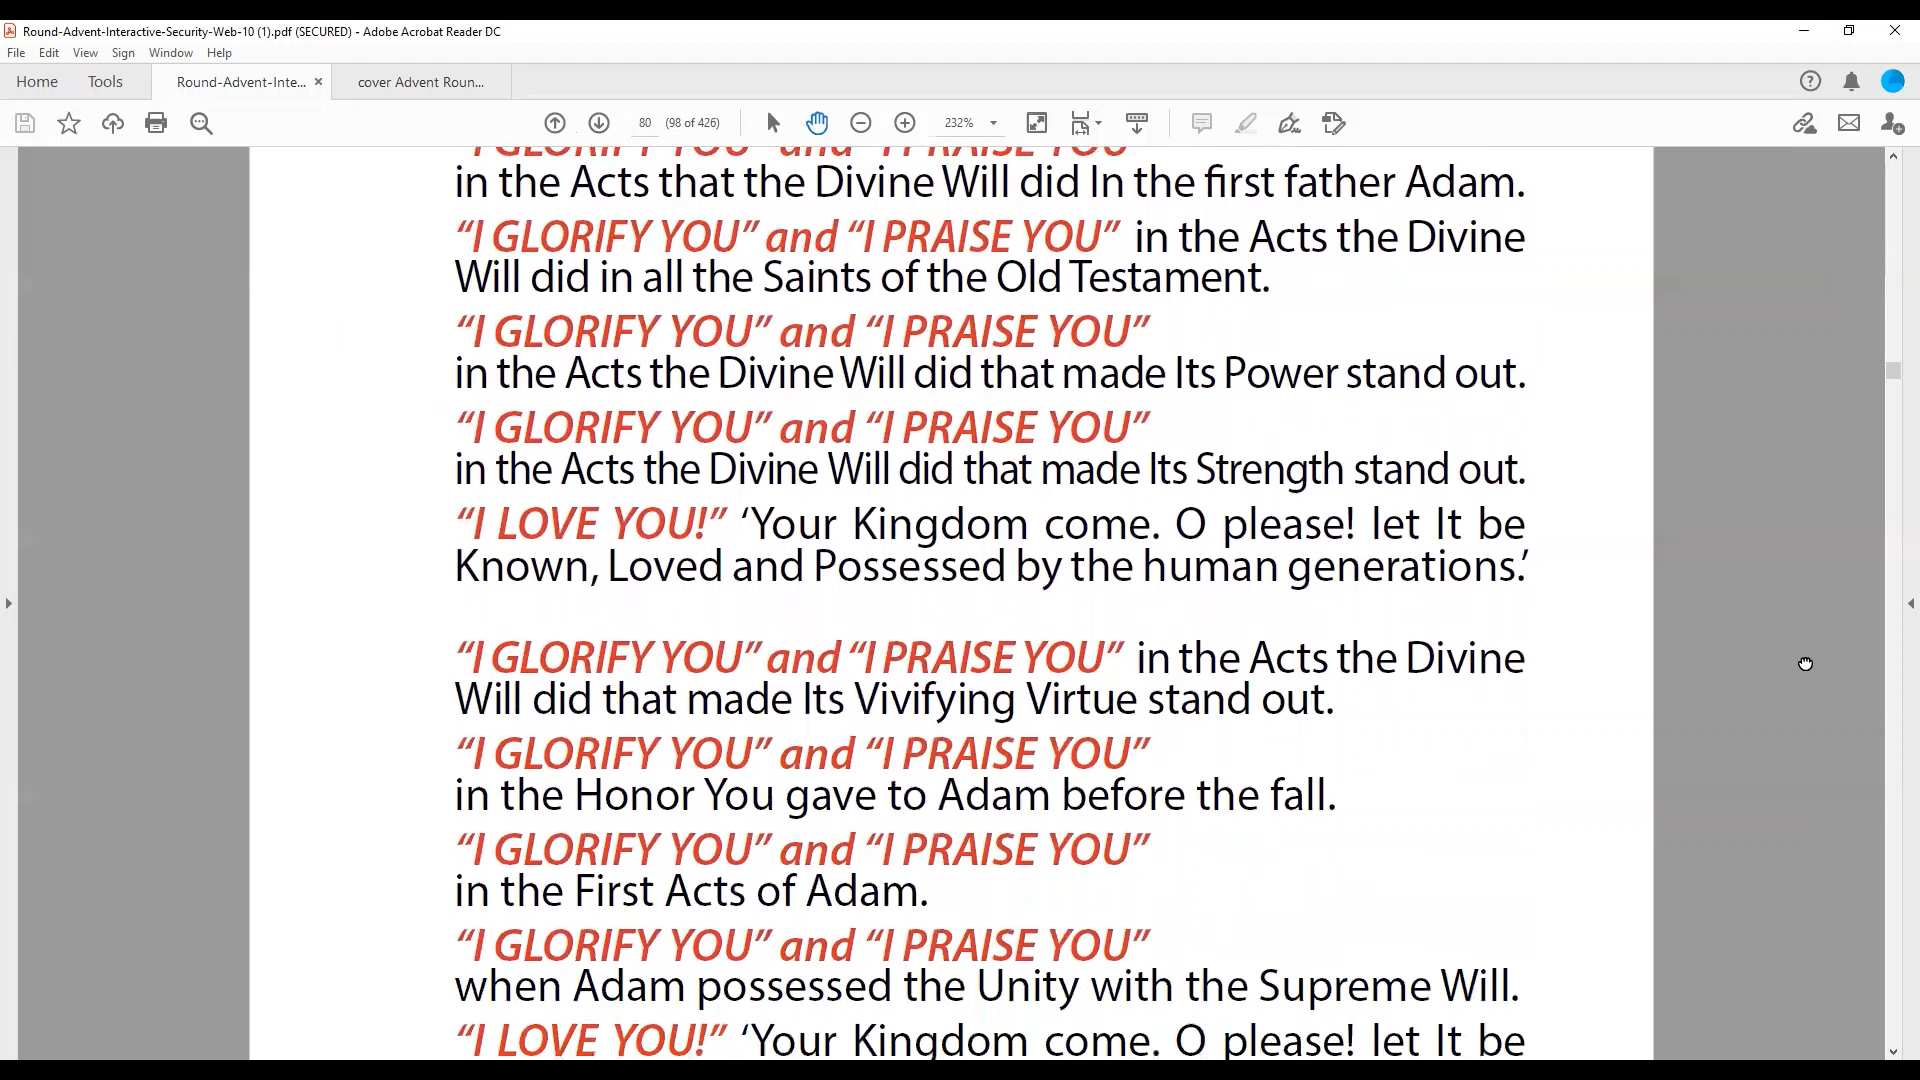 Round-Advent-Interactive-Security-Web-10 (1).pdf (SECURED) - Adobe Acrobat Reader DC
File Edit View Sign Window Help
Home Tools Round-Advent-Inte... × cover Advent Roun...
80 (98 of 426) 232%
“I GLORIFY YOU” and “I PRAISE YOU”
in the Acts that the Divine Will did In the first father Adam.
“I GLORIFY YOU” and “I PRAISE YOU” in the Acts the Divine
Will did in all the Saints of the Old Testament.
“I GLORIFY YOU” and “I PRAISE YOU”
in the Acts the Divine Will did that made Its Power stand out.
“I GLORIFY YOU” and “I PRAISE YOU”
in the Acts the Divine Will did that made Its Strength stand out.
“I LOVE YOU!” ‘Your Kingdom come. O please! let It be
Known, Loved and Possessed by the human generations.’
“I GLORIFY YOU” and “I PRAISE YOU” in the Acts the Divine
Will did that made Its Vivifying Virtue stand out.
“I GLORIFY YOU” and “I PRAISE YOU”
in the Honor You gave to Adam before the fall.
“I GLORIFY YOU” and “I PRAISE YOU”
in the First Acts of Adam.
“I GLORIFY YOU” and “I PRAISE YOU”
when Adam possessed the Unity with the Supreme Will.
“I LOVE YOU!” ‘Your Kingdom come. O please! let It be